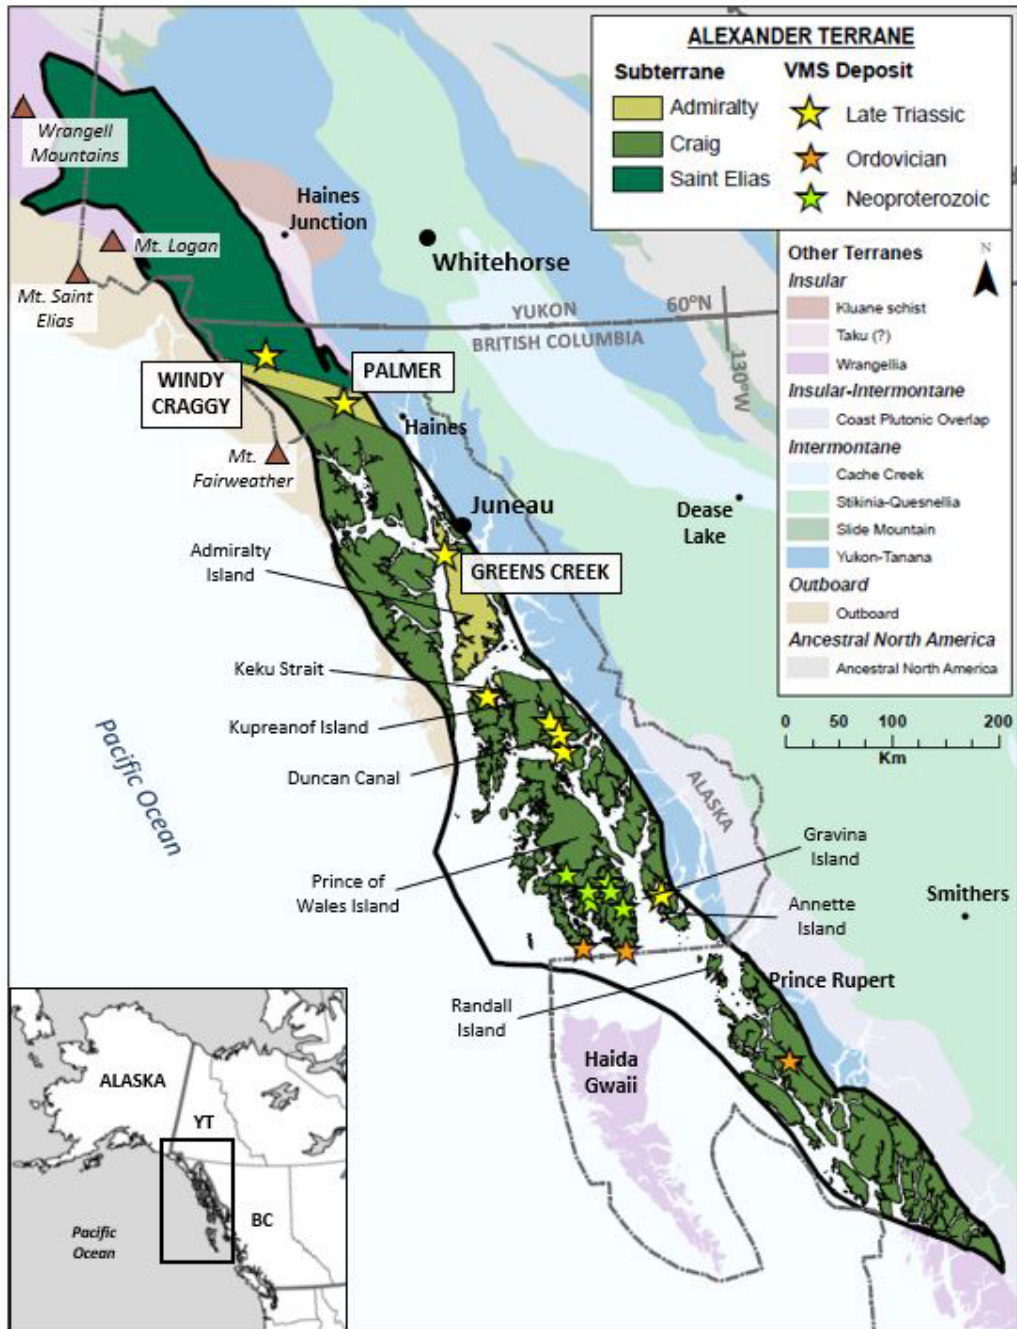 ALEXANDER TERRANE
Subterrane
Admiralty
Craig
Saint Elias
VMS Deposit
Late Triassic
Ordovician
Neoproterozoic
Other Terranes
N
Insular
Kluane schist
Taku (?)
Wrangellia
Insular-Intermontane
Coast Plutonic Overlap
Intermontane
Cache Creek
Stikinia-Quesnellia
Slide Mountain
Yukon-Tanana
Outboard
Outboard
Ancestral North America
Ancestral North America
0 50 100 200
Km
Wrangell
Mountains
Mt. Logan
Mt. Saint
Elias
Haines
Junction
Whitehorse
YUKON
60°N
BRITISH COLUMBIA
130°W
WINDY
CRAGGY
PALMER
Haines
Mt.
Fairweather
Juneau
Dease
Lake
Admiralty
Island
GREENS CREEK
Keku Strait
Kupreanof Island
Duncan Canal
Pacific Ocean
ALASKA
Gravina
Island
Prince of
Wales Island
Annette
Island
Smithers
Prince Rupert
Randall
Island
Haida
Gwaii
ALASKA
YT
BC
Pacific
Ocean